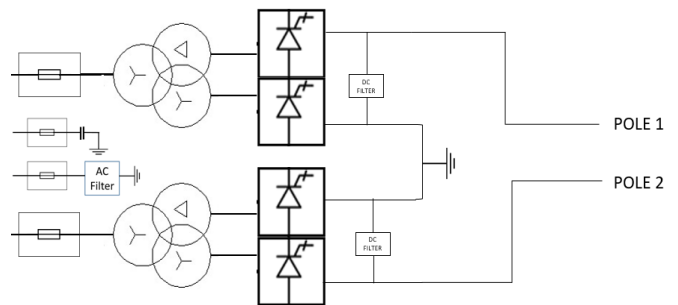 DC
FILTER
POLE 1
AC
Filter
POLE 2
DC
FILTER